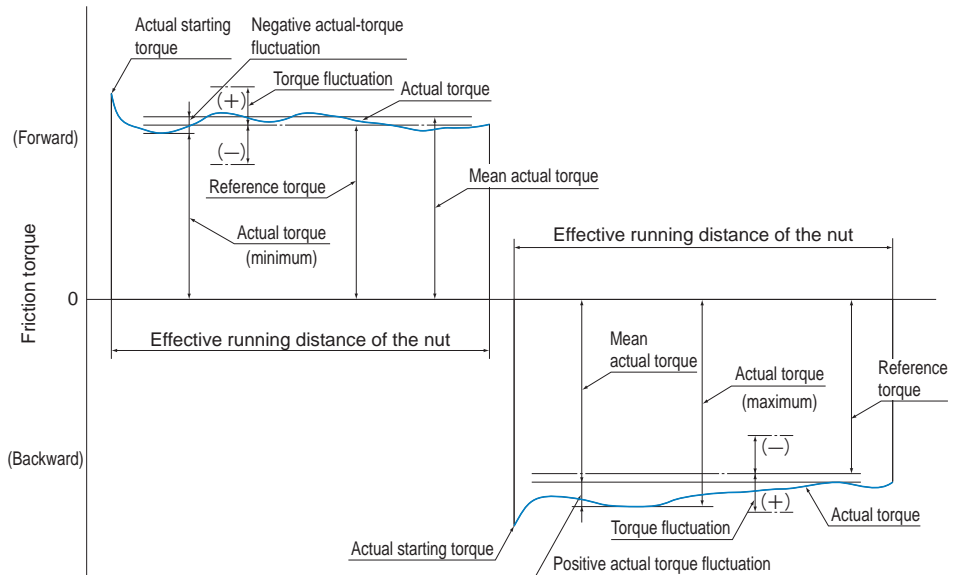 Actual starting
torque
Negative actual-torque
fluctuation
Torque fluctuation
(+)
Actual torque
(Forward)
(−)
Reference torque
Mean actual torque
Actual torque
(minimum)
Effective running distance of the nut
Friction torque
0
Effective running distance of the nut
Mean
actual torque
Actual torque
(maximum)
Reference
torque
(Backward)
(−)
(+)
Actual torque
Torque fluctuation
Actual starting torque
Positive actual torque fluctuation